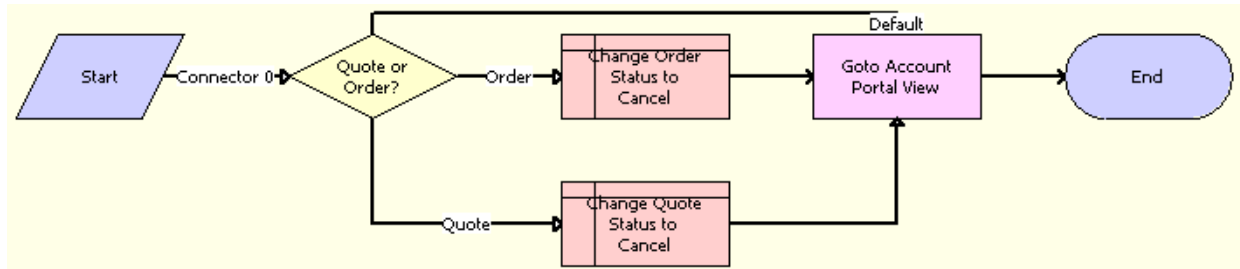 Default
Start
Connector 0
Quote or
Order?
Order
Change Order
Status to
Cancel
Goto Account
Portal View
End
Quote
Change Quote
Status to
Cancel